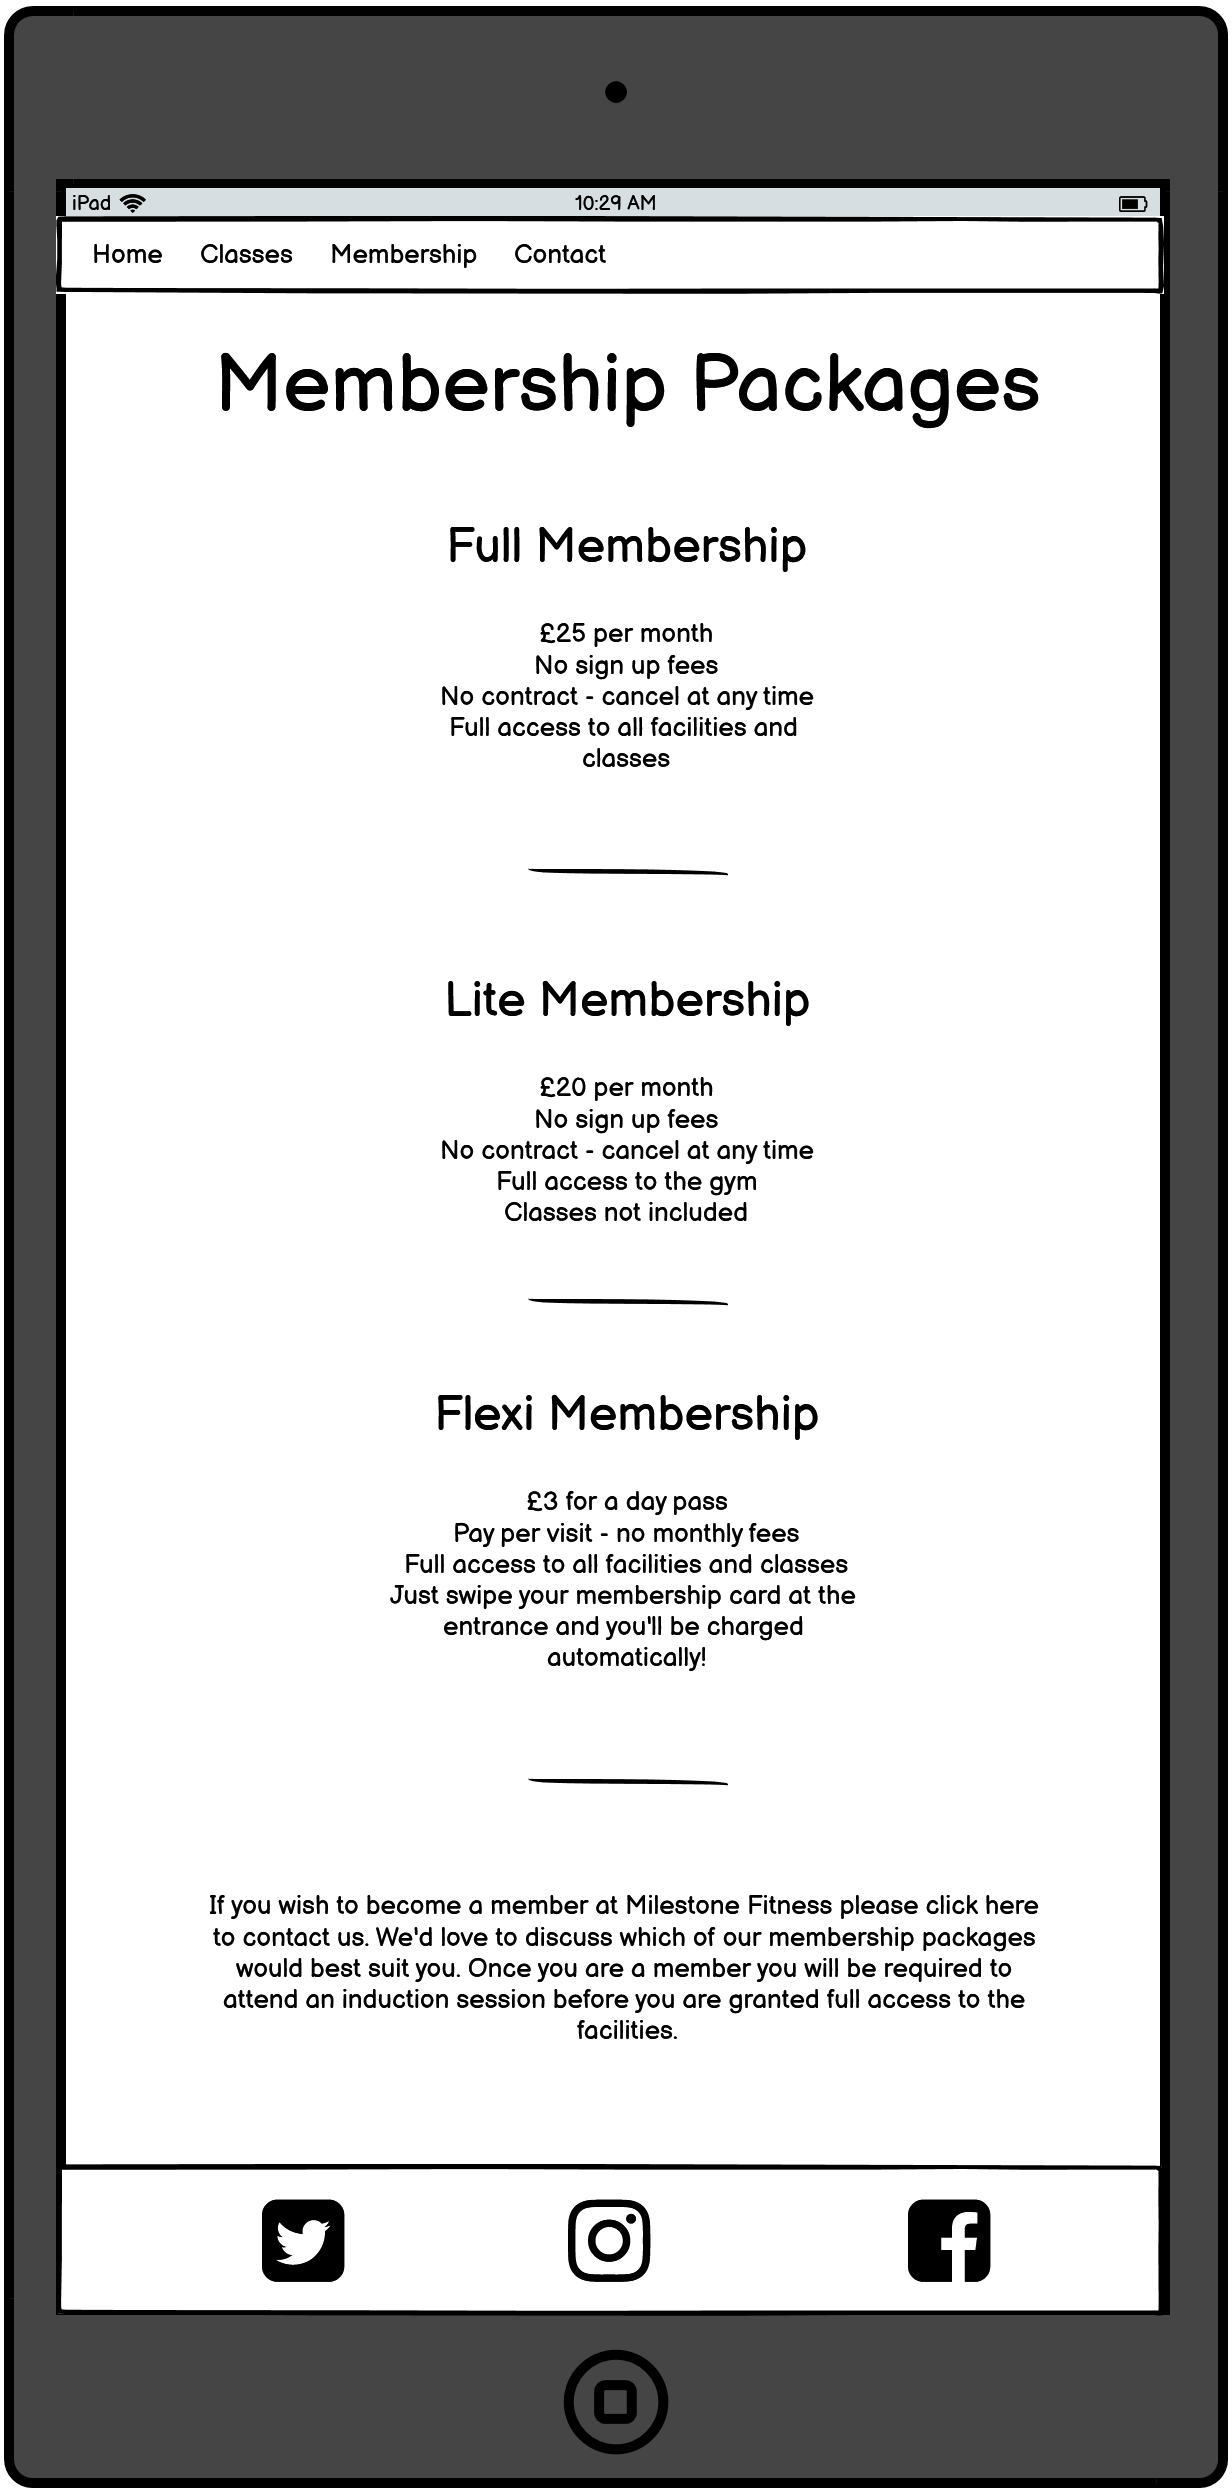 iPad 10:29 AM
Home Classes Membership Contact
Membership Packages
Full Membership
£25 per month
No sign up fees
No contract - cancel at any time
Full access to all facilities and
classes
Lite Membership
£20 per month
No sign up fees
No contract - cancel at any time
Full access to the gym
Classes not included
Flexi Membership
£3 for a day pass
Pay per visit - no monthly fees
Full access to all facilities and classes
Just swipe your membership card at the
entrance and you'll be charged
automatically!
If you wish to become a member at Milestone Fitness please click here
to contact us. We'd love to discuss which of our membership packages
would best suit you. Once you are a member you will be required to
attend an induction session before you are granted full access to the
facilities.